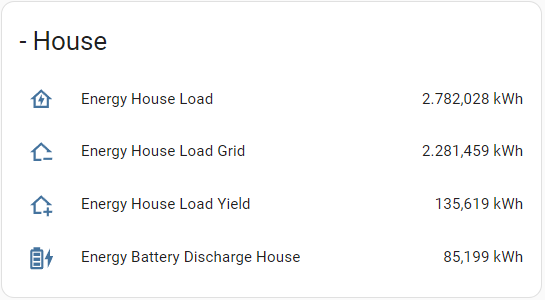 - House
Energy House Load 2.782,028 kWh
Energy House Load Grid 2.281,459 kWh
Energy House Load Yield 135,619 kWh
Energy Battery Discharge House 85,199 kWh